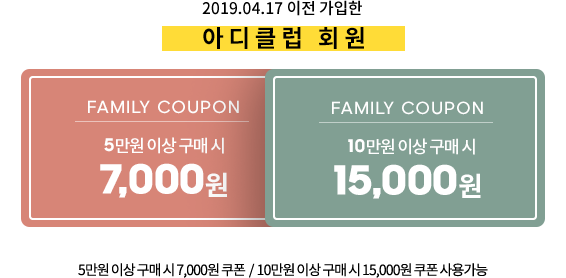 2019.04.17 이전 가입한
아디클럽 회원
FAMILY COUPON
5만원 이상 구매 시
7,000원
FAMILY COUPON
10만원 이상 구매 시
15,000원
5만원 이상 구매 시 7,000원 쿠폰 / 10만원 이상 구매 시 15,000원 쿠폰 사용가능